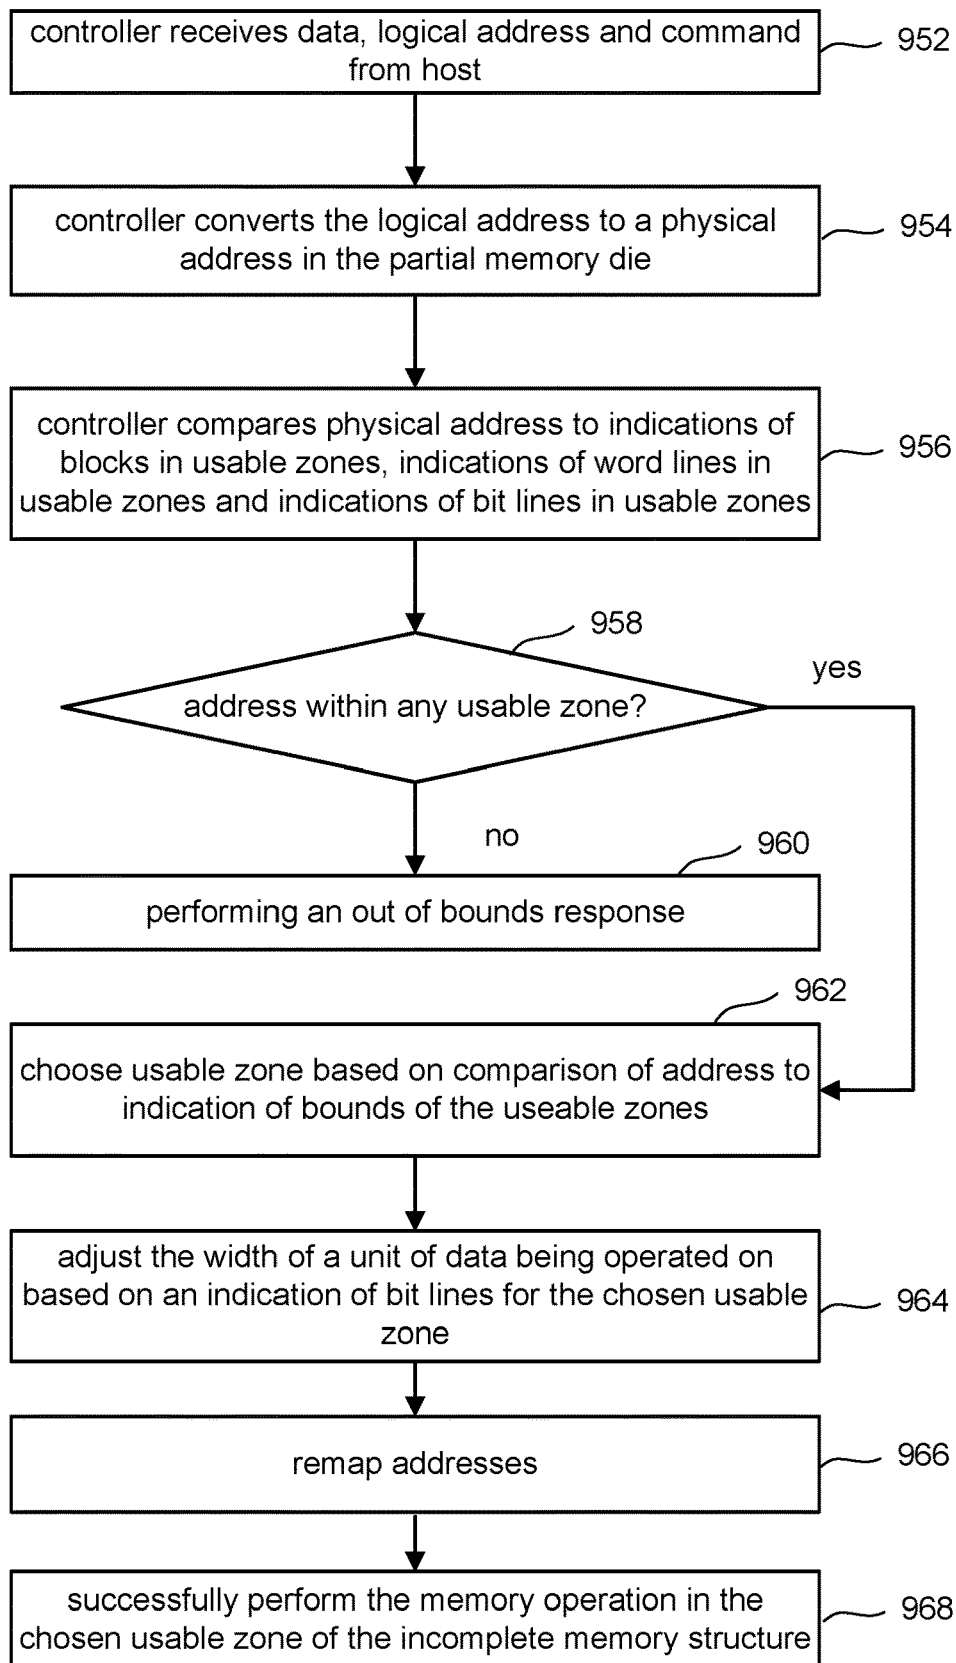 controller receives data, logical address and command
from host
952
controller converts the logical address to a physical
address in the partial memory die
954
controller compares physical address to indications of
blocks in usable zones, indications of word lines in
usable zones and indications of bit lines in usable zones
956
958
address within any usable zone?
yes
no
960
performing an out of bounds response
962
choose usable zone based on comparison of address to
indication of bounds of the useable zones
adjust the width of a unit of data being operated on
based on an indication of bit lines for the chosen usable
zone
964
remap addresses
966
successfully perform the memory operation in the
chosen usable zone of the incomplete memory structure
968